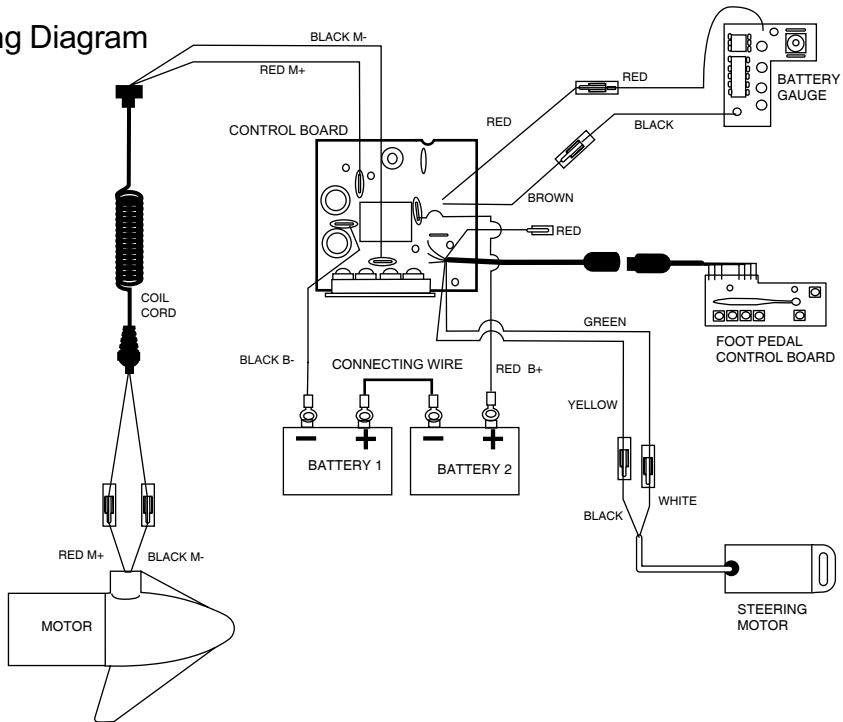 ng Diagram
BLACK M-
RED M+
CONTROL BOARD
RED
RED
BLACK
BATTERY
GAUGE
BROWN
RED
COIL
CORD
GREEN
FOOT PEDAL
CONTROL BOARD
BLACK B-
CONNECTING WIRE
RED B+
YELLOW
- +
- +
BATTERY 1
BATTERY 2
BLACK
WHITE
RED M+
BLACK M-
MOTOR
STEERING
MOTOR